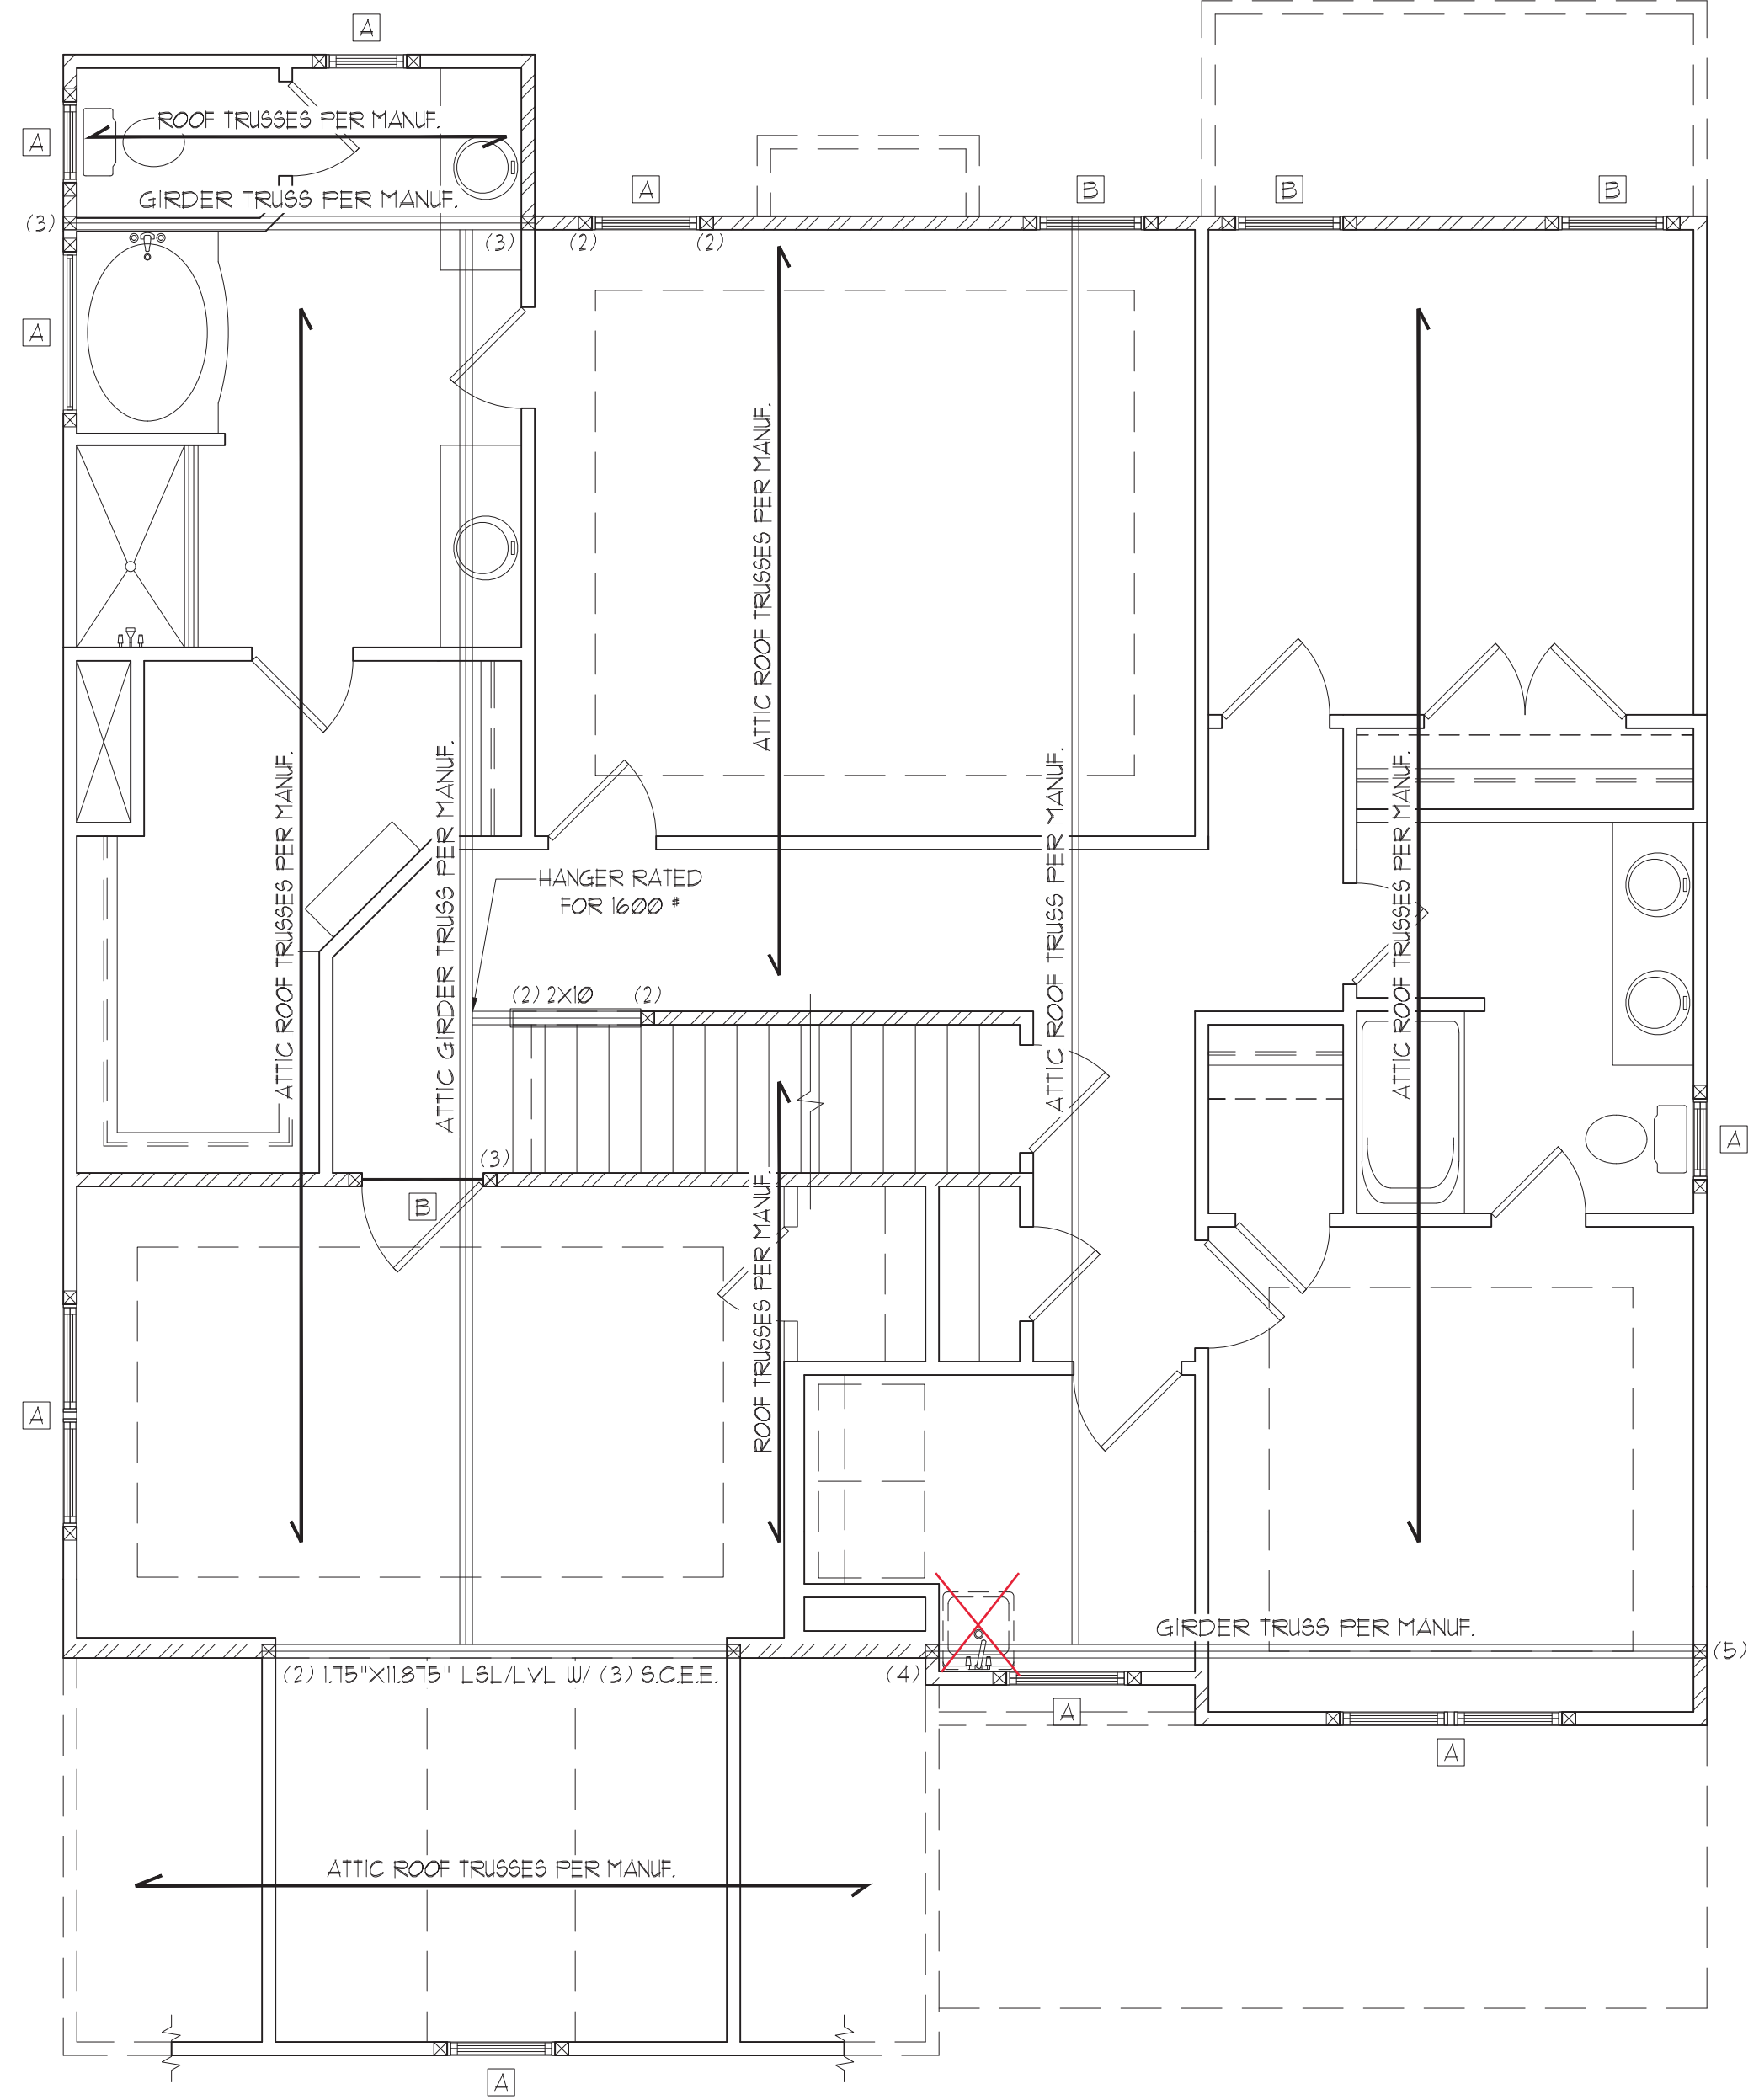 A
ROOF TRUSSES PER MANUF.
A
GIRDER TRUSS PER MANUF.
A
B
B
B
(3)
(3)
(2)
(2)
A
ATTIC ROOF TRUSSES PER MANUF.
ATTIC ROOF TRUSSES PER MANUF.
ATTIC GIRDER TRUSS PER MANUF.
ATTIC ROOF TRUSS PER MANUF.
ATTIC ROOF TRUSSES PER MANUF.
HANGER RATED
FOR 1600 #
(2) 2X10
(2)
(3)
A
B
ROOF TRUSSES PER MANUF.
A
GIRDER TRUSS PER MANUF.
(5)
(2) 1.75"X11.875" LSL/LVL W/ (3) S.C.E.E.
(4)
A
A
ATTIC ROOF TRUSSES PER MANUF.
A